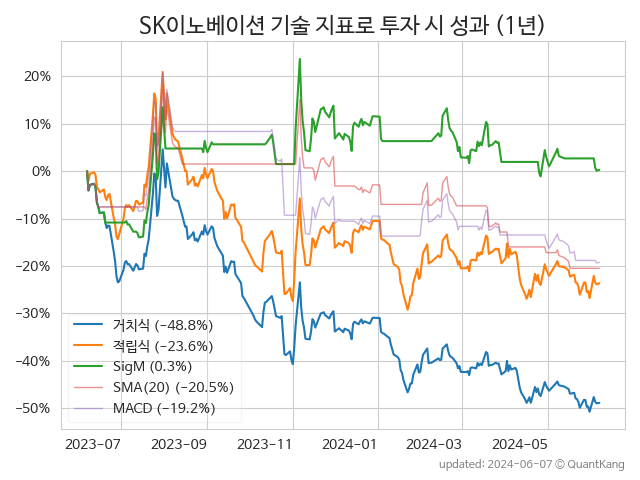 SK이노베이션 기술 지표로 투자 시 성과 (1년)
20%
10%
0%
−10%
−20%
−30%
−40%
−50%
거치식 (−48.8%)
적립식 (−23.6%)
SigM (0.3%)
SMA(20) (−20.5%)
MACD (−19.2%)
2023-07
2023-09
2023-11
2024-01
2024-03
2024-05
updated: 2024-06-07 © QuantKang